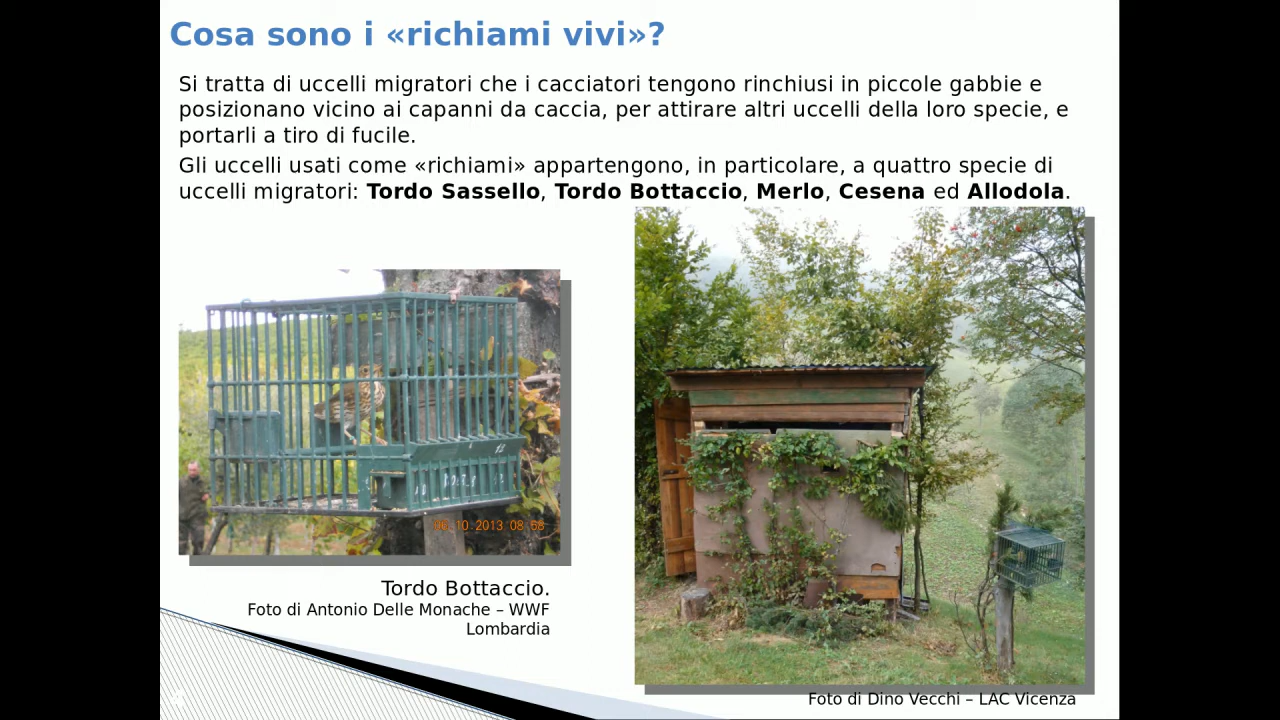 Cosa sono i «richiami vivi»?
Si tratta di uccelli migratori che i cacciatori tengono rinchiusi in piccole gabbie e
posizionano vicino ai capanni da caccia, per attirare altri uccelli della loro specie, e
portarli a tiro di fucile.
Gli uccelli usati come «richiami» appartengono, in particolare, a quattro specie di
uccelli migratori: Tordo Sassello, Tordo Bottaccio, Merlo, Cesena ed Allodola.
Tordo Bottaccio.
Foto di Antonio Delle Monache – WWF
Lombardia
Foto di Dino Vecchi – LAC Vicenza
4